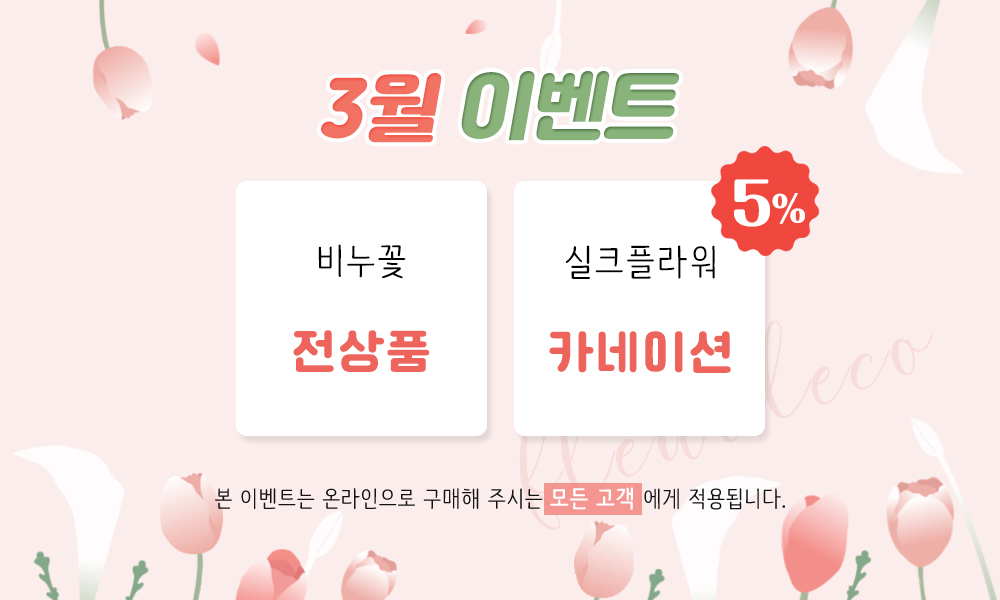 3월 이벤트
5%
비누꽃
전상품
실크플라워
카네이션
fleur deco
본 이벤트는 온라인으로 구매해 주시는 모든 고객에게 적용됩니다.